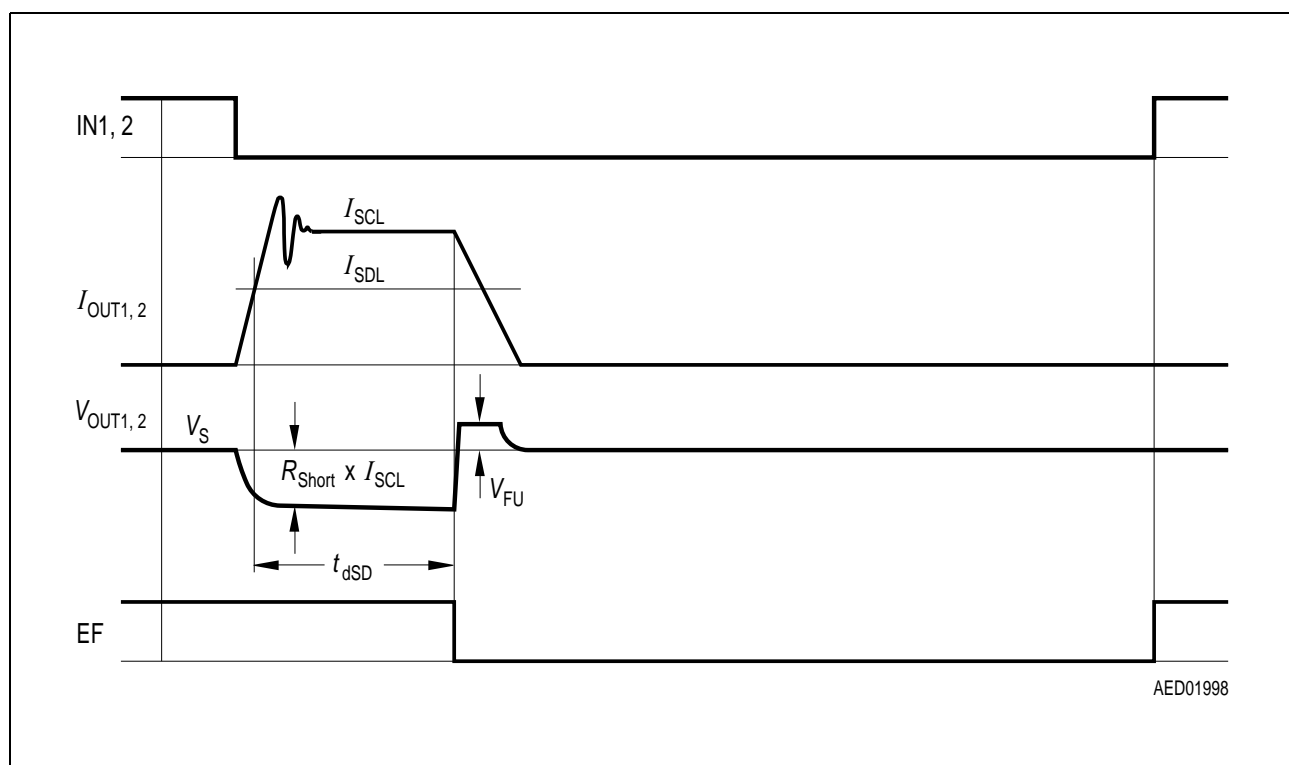 IN1, 2
I_SCL
I_SDL
I_OUT1, 2
V_OUT1, 2
V_S
R_Short x I_SCL
V_FU
t_dSD
EF
AED01998